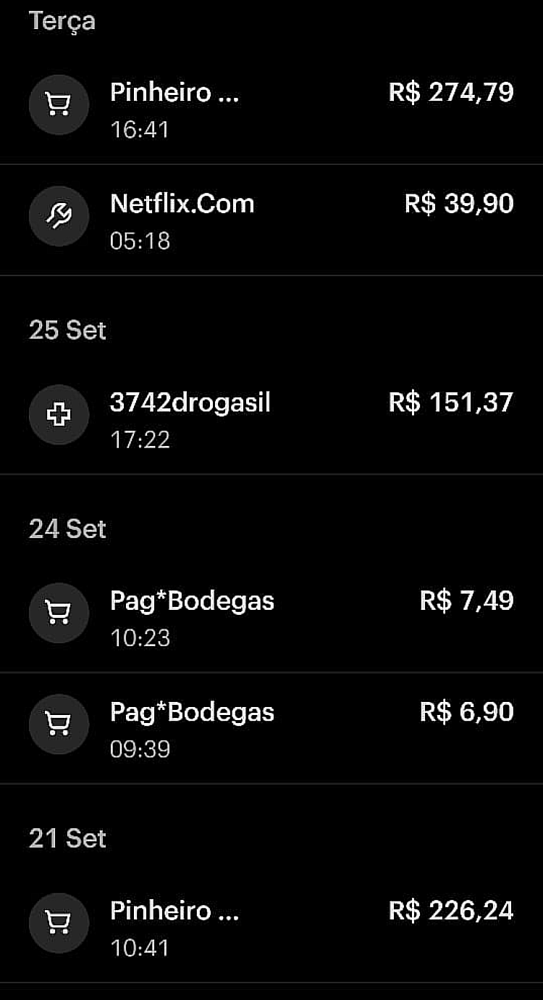 Terça
Pinheiro ... R$ 274,79
16:41
Netflix.Com R$ 39,90
05:18
25 Set
3742drogasil R$ 151,37
17:22
24 Set
Pag*Bodegas R$ 7,49
10:23
Pag*Bodegas R$ 6,90
09:39
21 Set
Pinheiro ... R$ 226,24
10:41